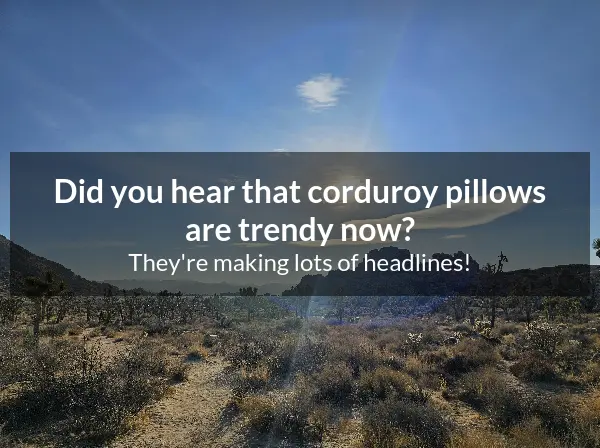 Did you hear that corduroy pillows
are trendy now?
They're making lots of headlines!